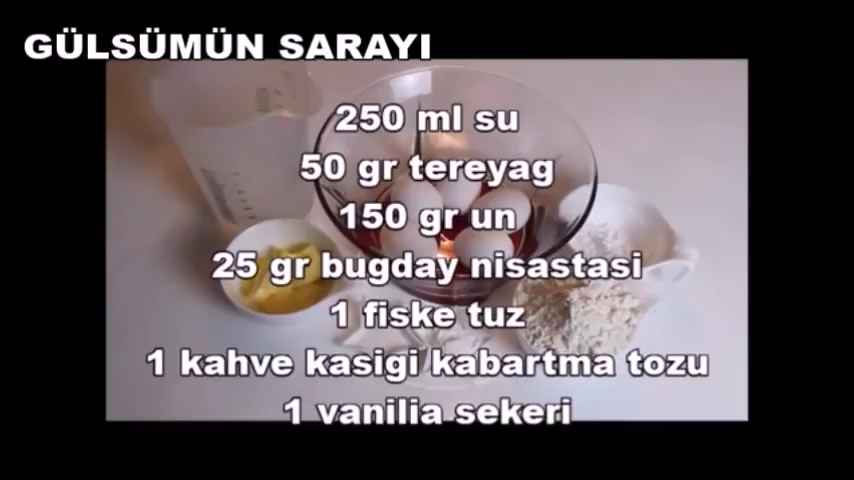 GÜLSÜMÜN SARAYI
250 ml su
50 gr tereyag
150 gr un
25 gr bugday nisastasi
1 fiske tuz
1 kahve kasigi kabartma tozu
1 vanilia sekeri